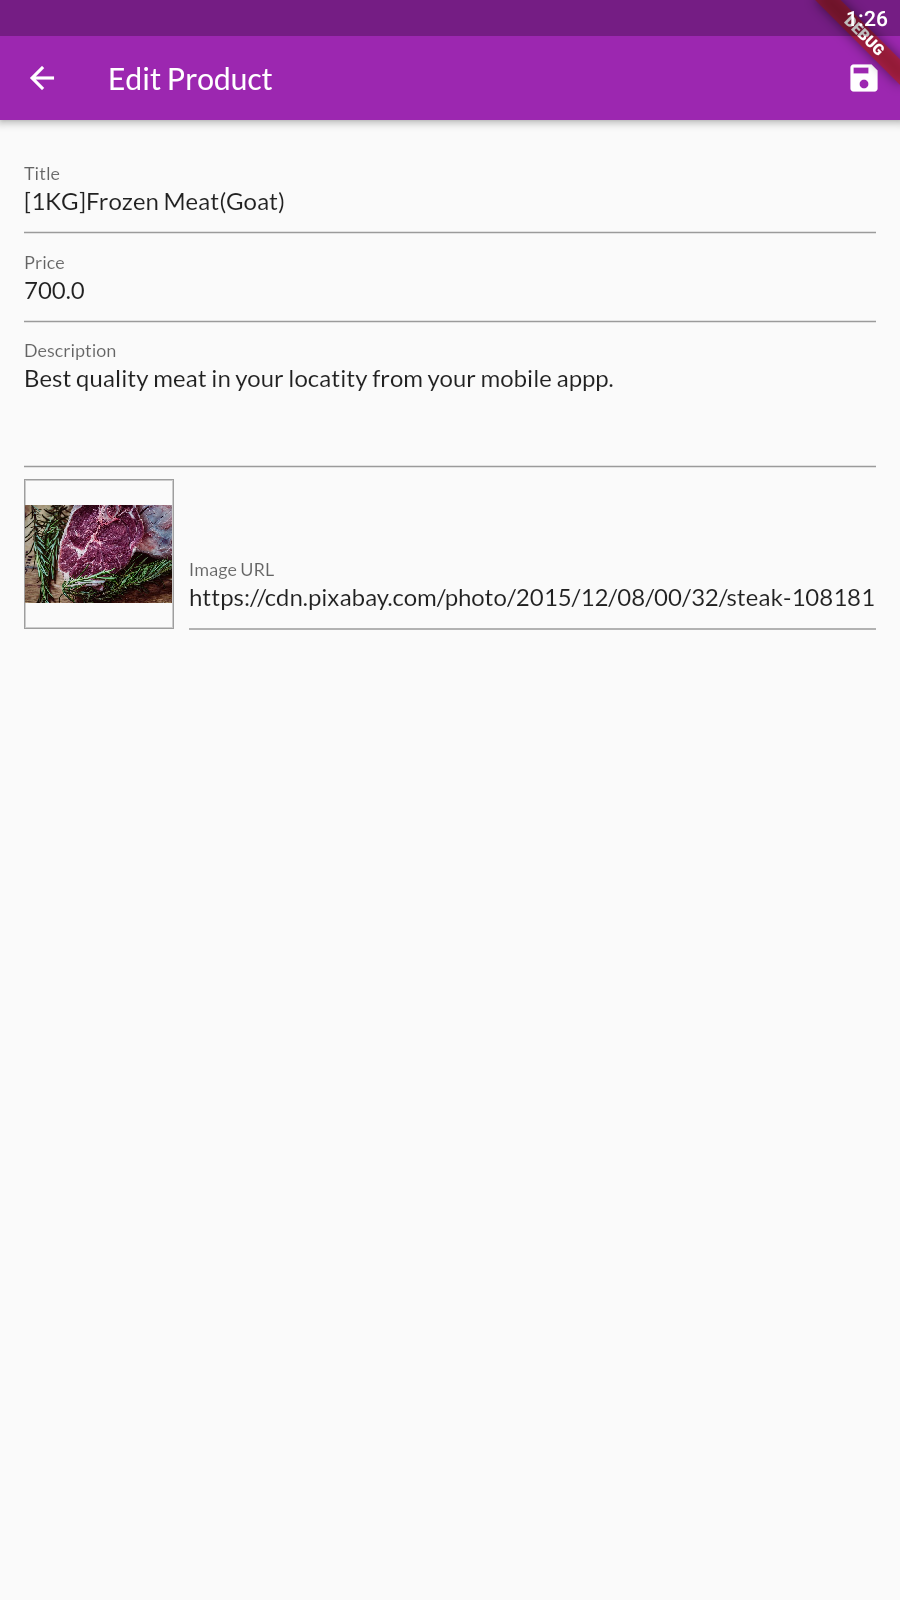 1:26
DEBUG
Edit Product
Title
[1KG]Frozen Meat(Goat)
Price
700.0
Description
Best quality meat in your locatity from your mobile appp.
Image URL
https://cdn.pixabay.com/photo/2015/12/08/00/32/steak-108181